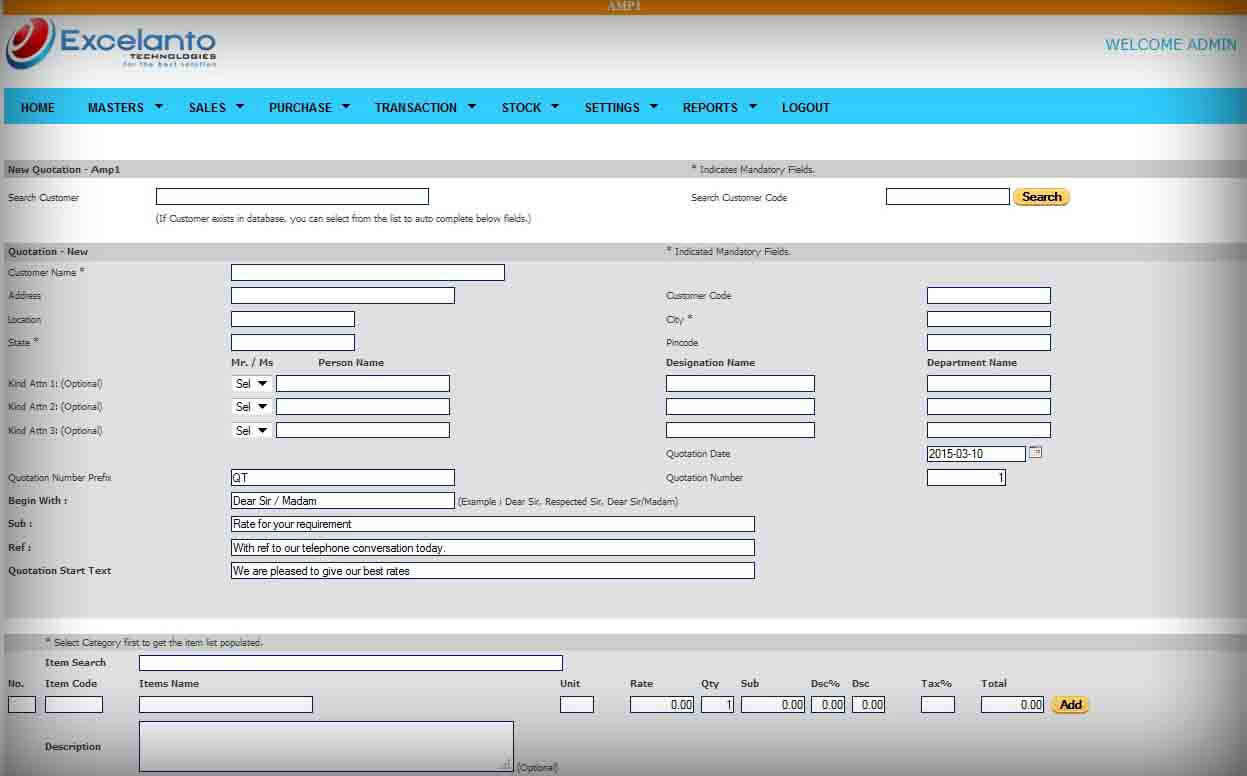 AMP1
Excelanto
TECHNOLOGIES
for the best solution
WELCOME ADMIN
HOME MASTERS SALES PURCHASE TRANSACTION STOCK SETTINGS REPORTS LOGOUT
New Quotation - Amp1 * Indicates Mandatory Fields.
Search Customer Search Customer Code Search
(If Customer exists in database, you can select from the list to auto complete below fields.)
Quotation - New * Indicated Mandatory Fields.
Customer Name *
Address Customer Code
Location City *
State * Pincode
Mr. / Ms Person Name Designation Name Department Name
Kind Attn 1: (Optional) Sel
Kind Attn 2: (Optional) Sel
Kind Attn 3: (Optional) Sel
Quotation Date 2015-03-10
Quotation Number Prefix QT Quotation Number 1
Begin With : Dear Sir / Madam (Example : Dear Sir, Respected Sir, Dear Sir/Madam)
Sub : Rate for your requirement
Ref : With ref to our telephone conversation today.
Quotation Start Text We are pleased to give our best rates
* Select Category first to get the item list populated.
Item Search
No. Item Code Items Name Unit Rate Qty Sub Dsc% Dsc Tax% Total
0.00 1 0.00 0.00 0.00 0.00 Add
Description (Optional)